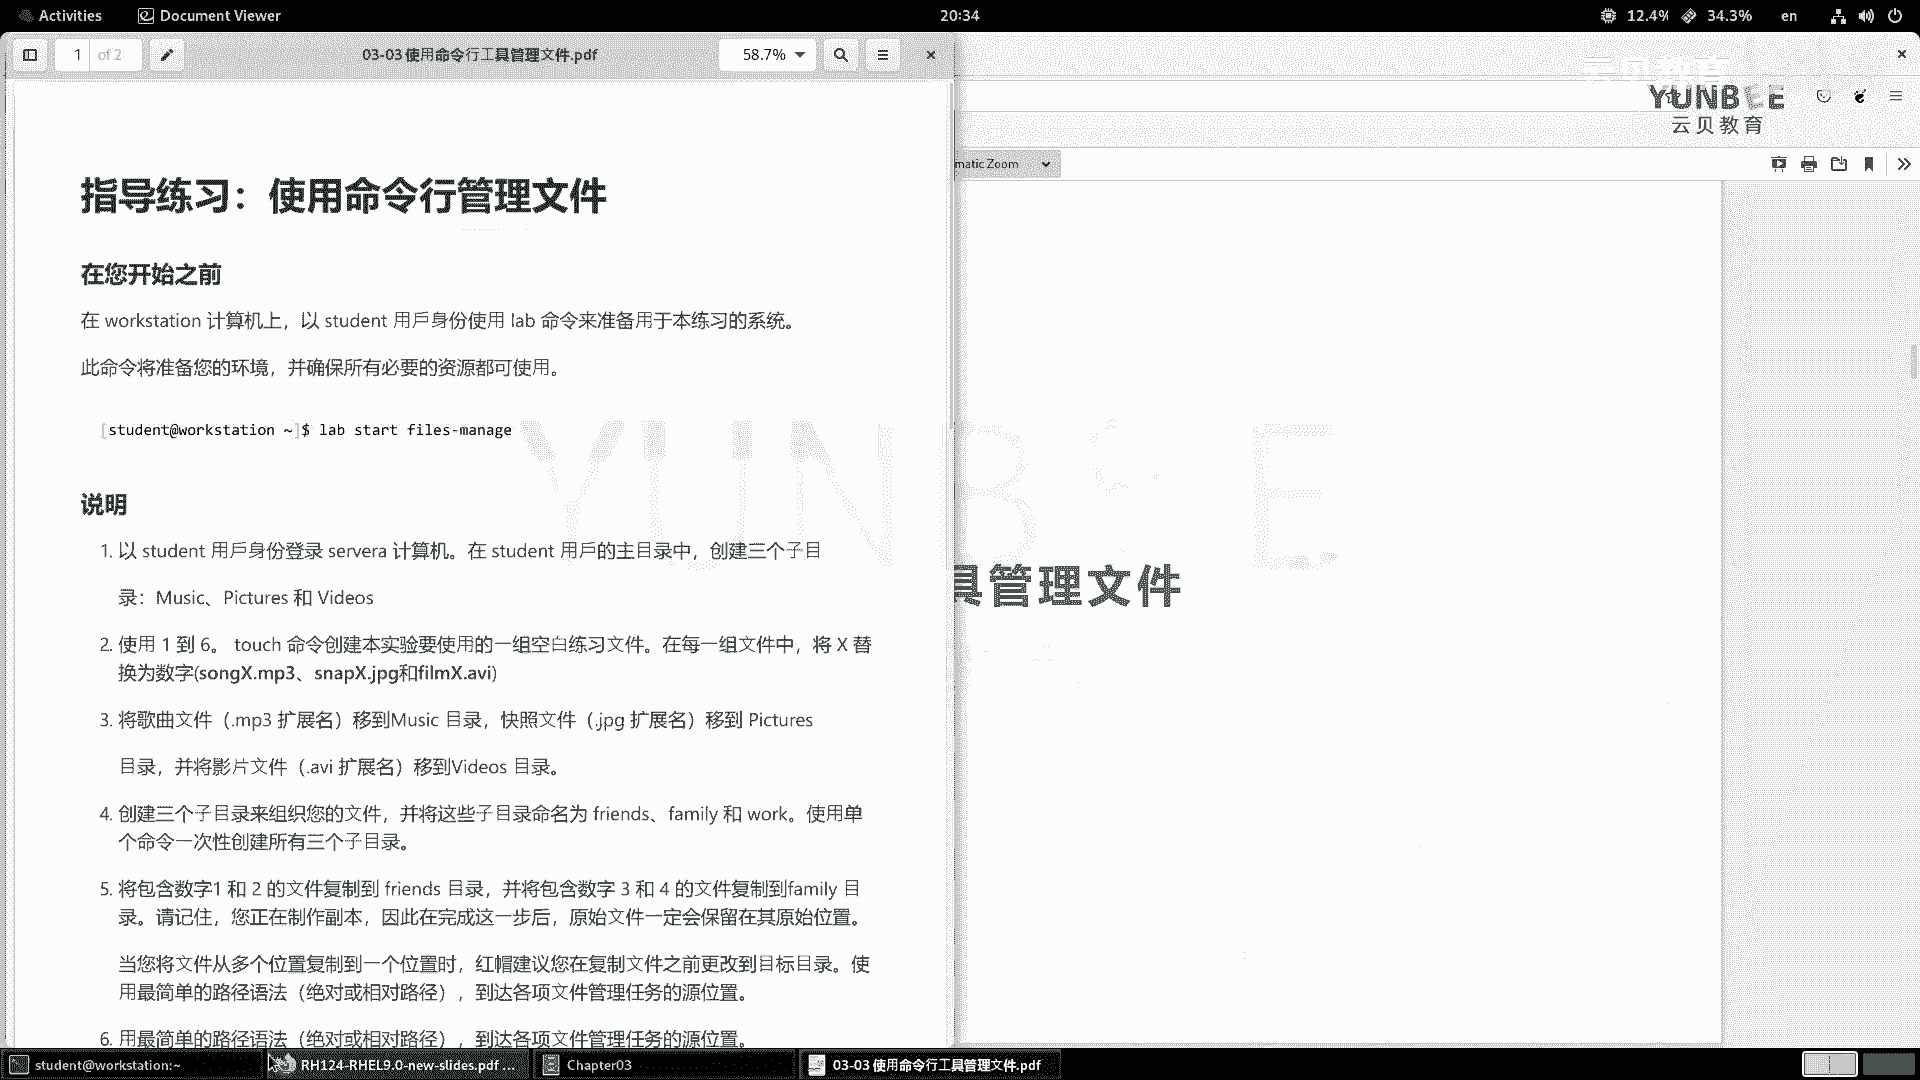 Activities
Document Viewer
20:34
12.4%
34.3%
en
1 of 2
03-03 使用命令行工具管理文件.pdf
58.7%
YUNBEE
云贝教育
matic Zoom
指导练习：使用命令行管理文件
在您开始之前
在 workstation 计算机上，以 student 用戶身份使用 lab 命令来准备用于本练习的系统。
此命令将准备您的环境，并确保所有必要的资源都可使用。
[student@workstation ~]$ lab start files-manage
说明
1. 以 student 用戶身份登录 servera 计算机。在 student 用戶的主目录中，创建三个子目
录：Music、Pictures 和 Videos
2. 使用 1 到 6。 touch 命令创建本实验要使用的一组空白练习文件。在每一组文件中，将 X 替
换为数字(songX.mp3、snapX.jpg和filmX.avi)
3. 将歌曲文件（.mp3 扩展名）移到Music 目录，快照文件（.jpg 扩展名）移到 Pictures
目录，并将影片文件（.avi 扩展名）移到Videos 目录。
4. 创建三个子目录来组织您的文件，并将这些子目录命名为 friends、family 和 work。使用单
个命令一次性创建所有三个子目录。
5. 将包含数字1 和 2 的文件复制到 friends 目录，并将包含数字 3 和 4 的文件复制到family 目
录。请记住，您正在制作副本，因此在完成这一步后，原始文件一定会保留在其原始位置。
当您将文件从多个位置复制到一个位置时，红帽建议您在复制文件之前更改到目标目录。使
用最简单的路径语法（绝对或相对路径），到达各项文件管理任务的源位置。
6. 用最简单的路径语法（绝对或相对路径），到达各项文件管理任务的源位置。
YUNBEE
具管理文件
student@workstation:~
RH124-RHEL9.0-new-slides.pdf ...
Chapter03
03-03 使用命令行工具管理文件.pdf